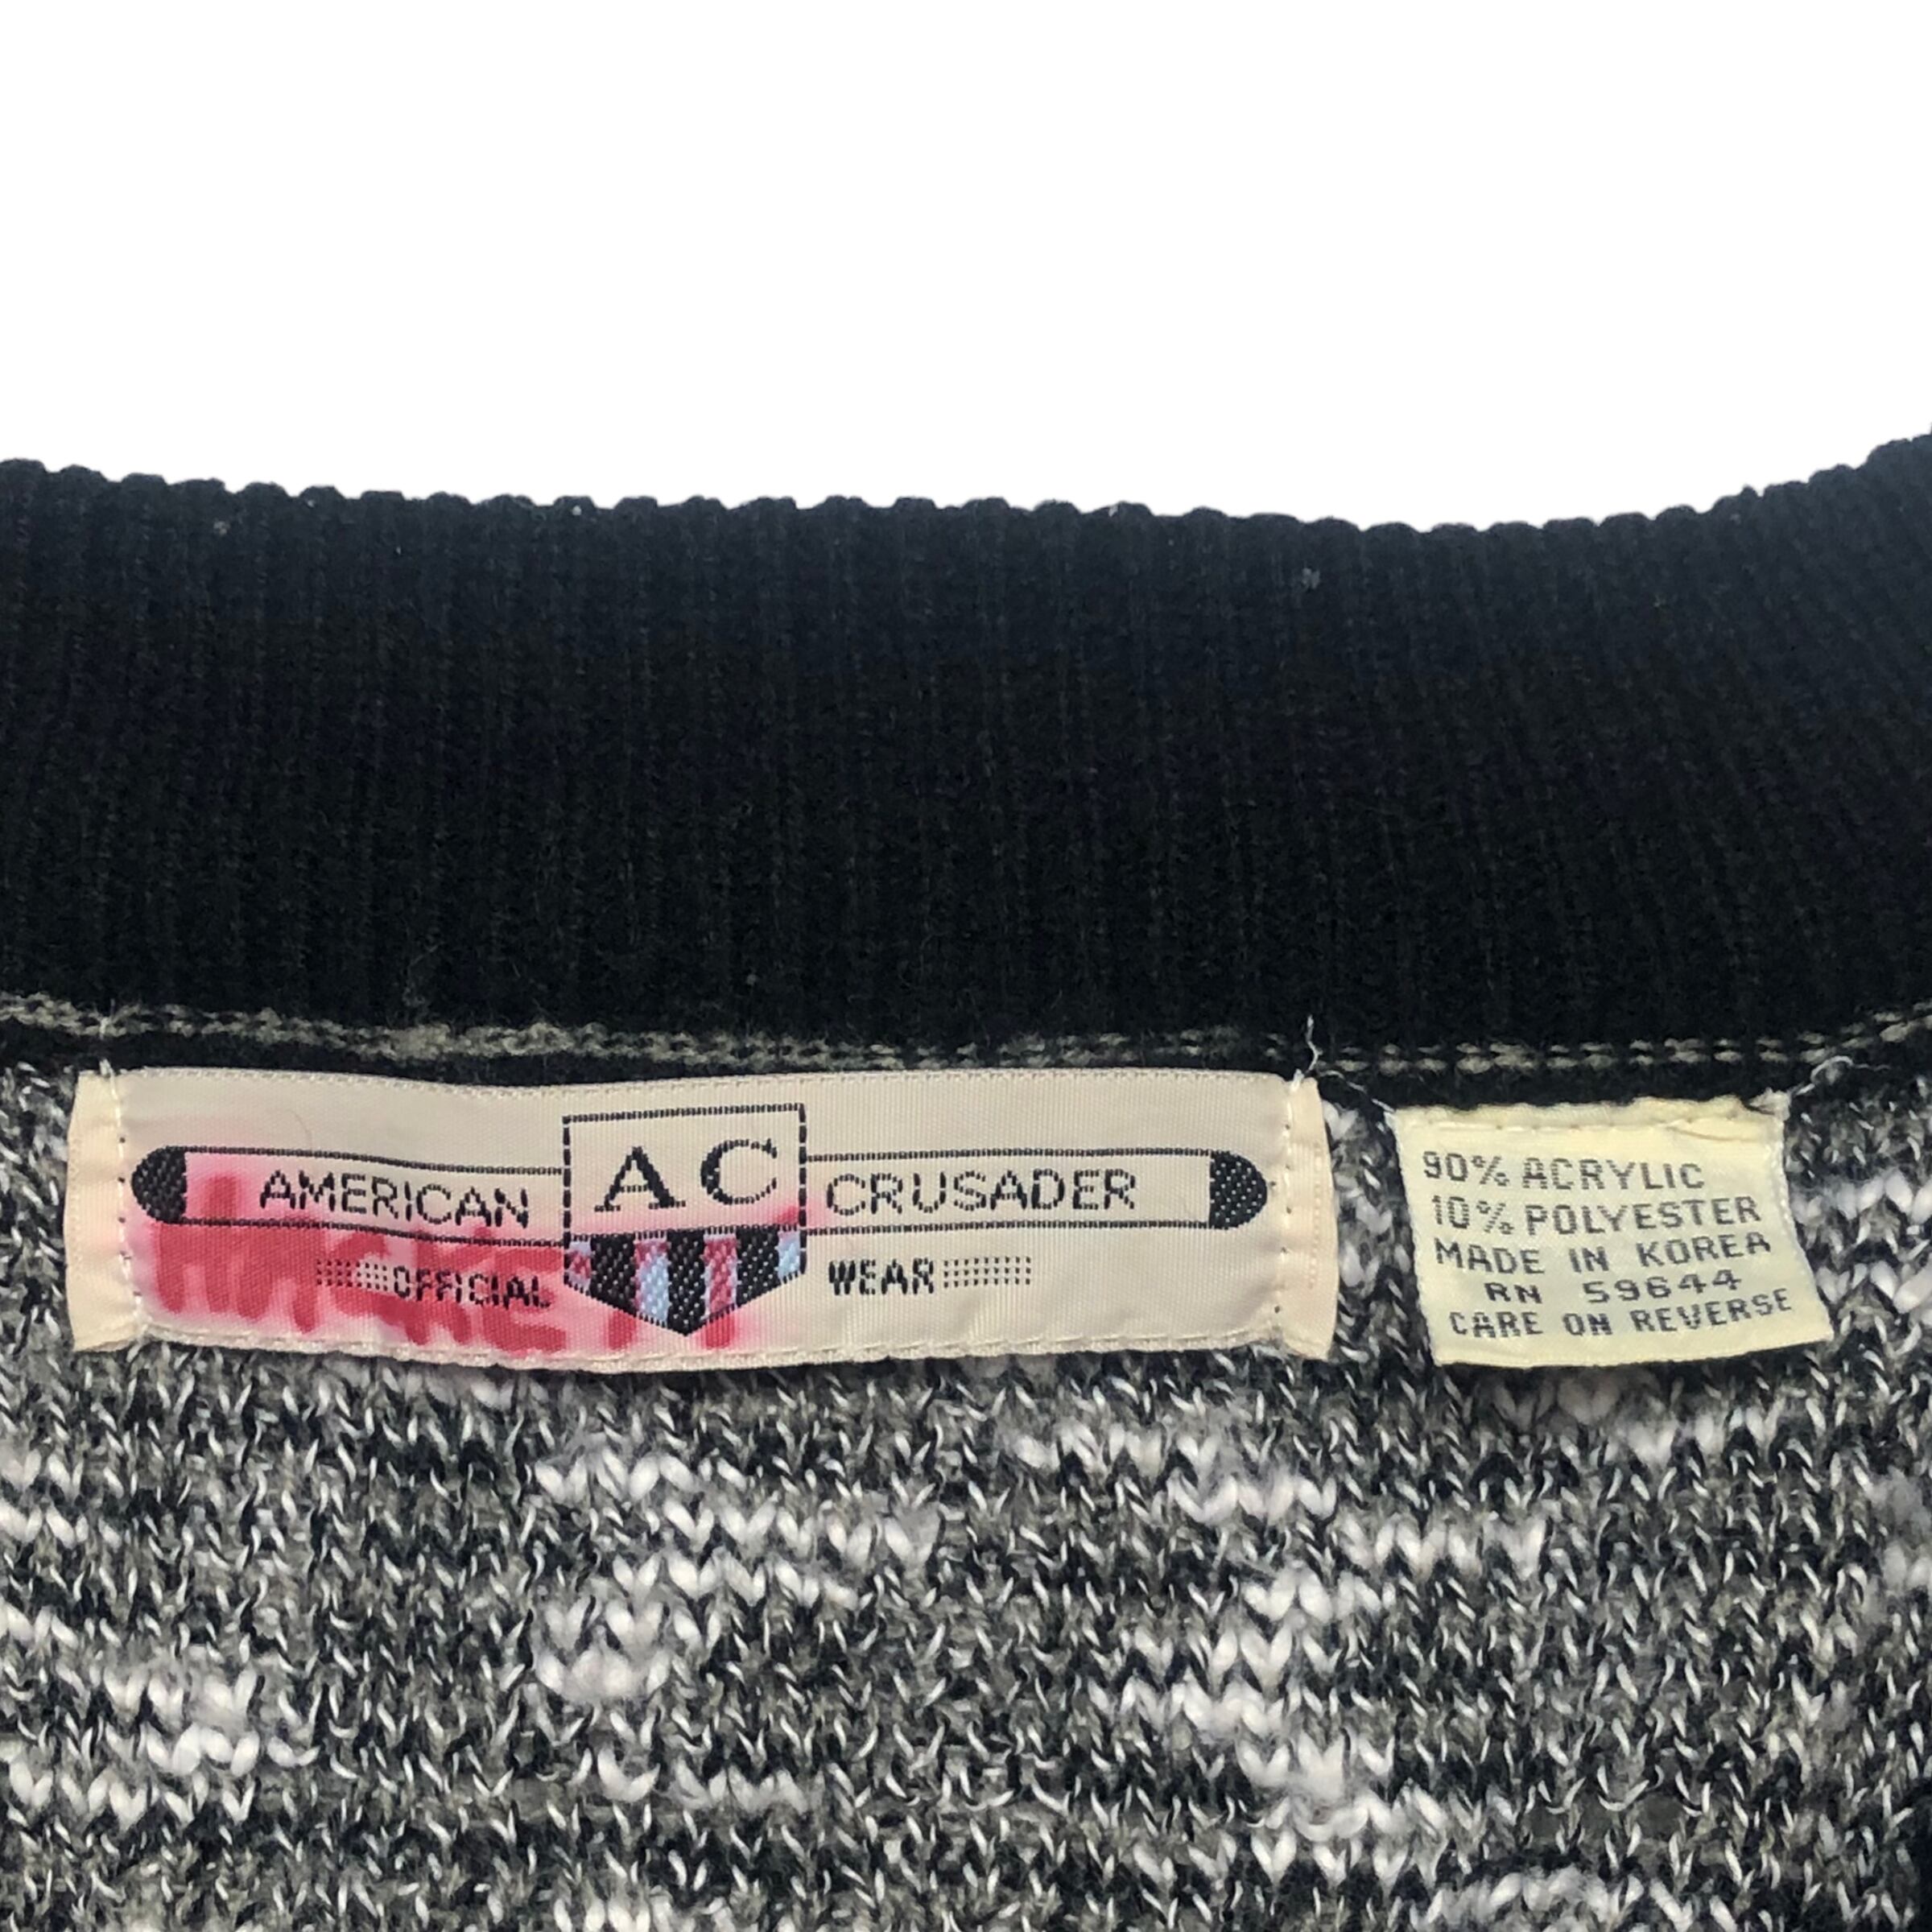 AMERICAN AC CRUSADER
OFFICIAL WEAR
90% ACRYLIC
10% POLYESTER
MADE IN KOREA
RN 59644
CARE ON REVERSE